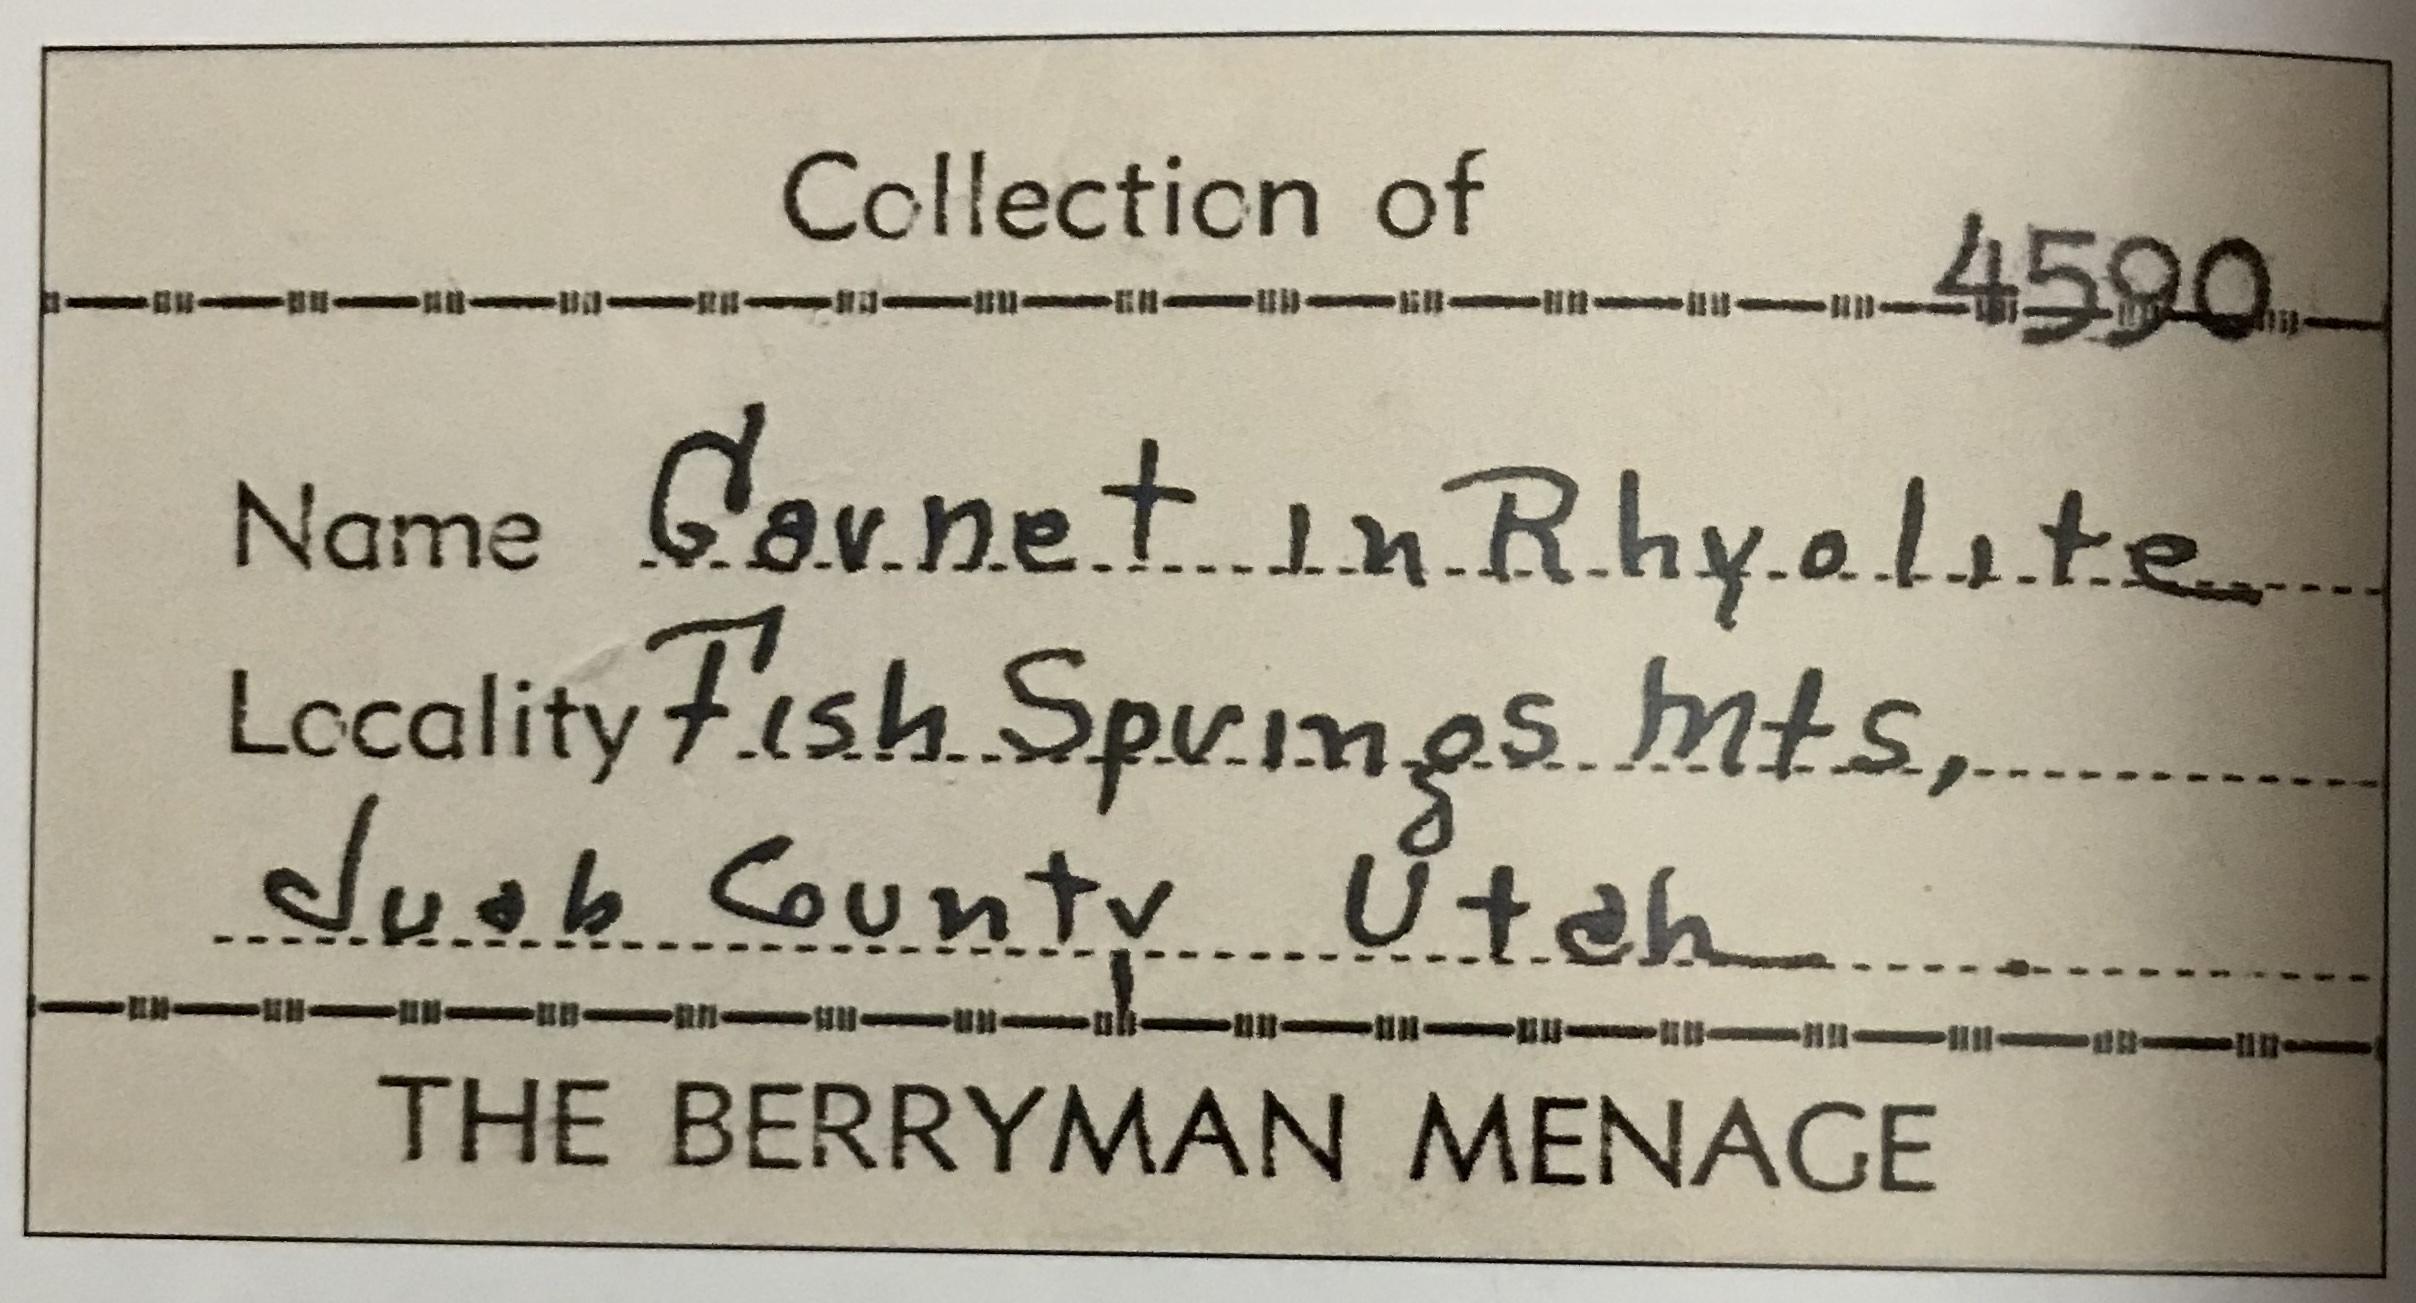 Collection of
4590
Name Garnet in Rhyolite
Locality Fish Springs Mts,
Juab County Utah
THE BERRYMAN MENAGE